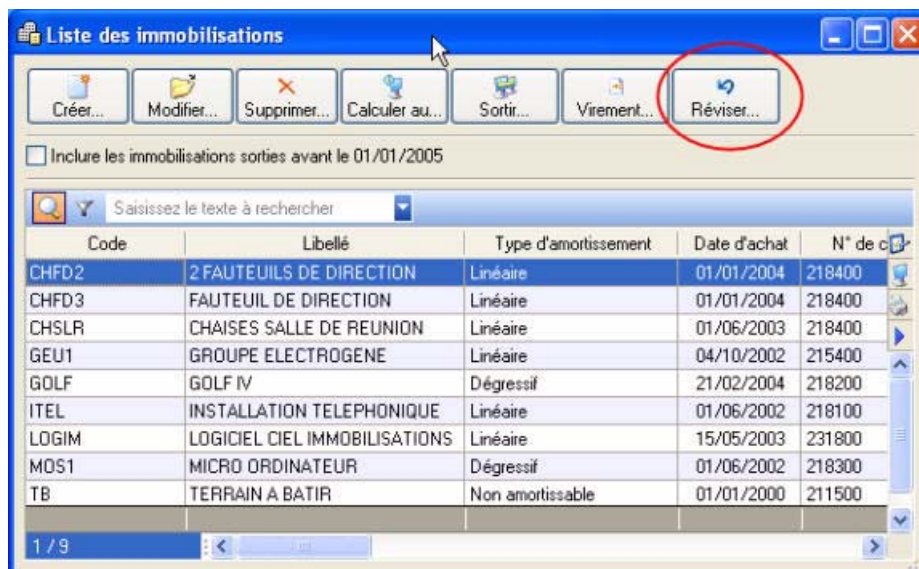 Liste des immobilisations
Créer... Modifier... Supprimer... Calculer au... Sortir... Virement... Réviser...
Inclure les immobilisations sorties avant le 01/01/2005
Saisissez le texte à rechercher
Code Libellé Type d'amortissement Date d'achat N° de c
CHFD2 2 FAUTEUILS DE DIRECTION Linéaire 01/01/2004 218400
CHFD3 FAUTEUIL DE DIRECTION Linéaire 01/01/2004 218400
CHSLR CHAISES SALLE DE REUNION Linéaire 01/06/2003 218400
GEU1 GROUPE ELECTROGENE Linéaire 04/10/2002 215400
GOLF GOLF IV Dégressif 21/02/2004 218200
ITEL INSTALLATION TELEPHONIQUE Linéaire 01/06/2002 218100
LOGIM LOGICIEL CIEL IMMOBILISATIONS Linéaire 15/05/2003 231800
MOS1 MICRO ORDINATEUR Dégressif 01/06/2002 218300
TB TERRAIN A BATIR Non amortissable 01/01/2000 211500
1 / 9